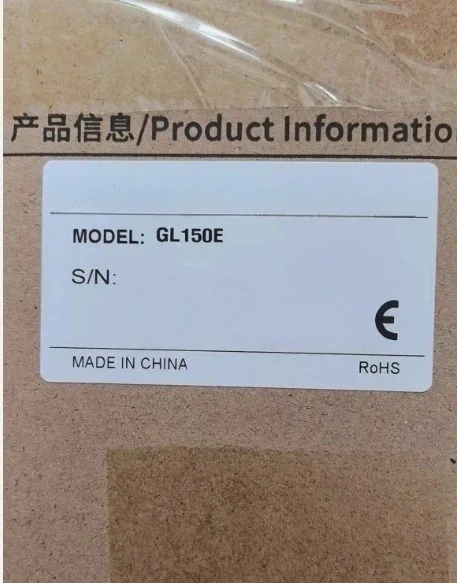 产品信息/Product Informatio
MODEL: GL150E
S/N:
C€
MADE IN CHINA
RoHS